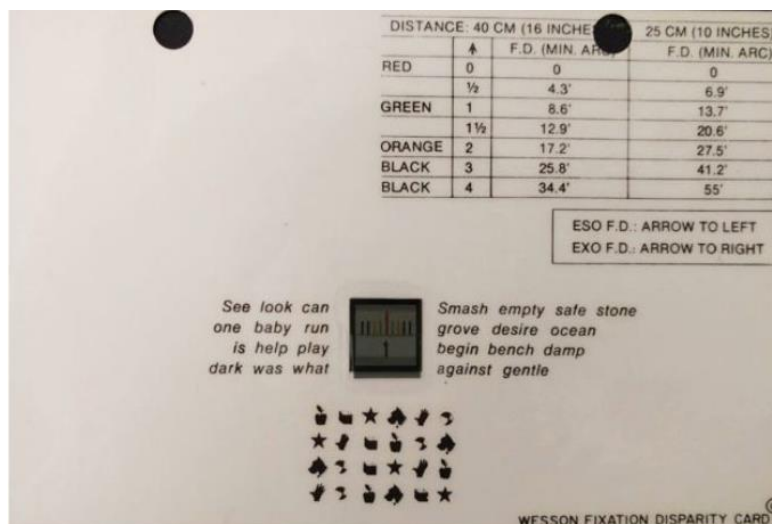 DISTANCE: 40 CM (16 INCHES 25 CM (10 INCHES)
F.D. (MIN. ARC) F.D. (MIN. ARC)
RED 0 0 0
½ 4.3' 6.9'
GREEN 1 8.6' 13.7'
1½ 12.9' 20.6'
ORANGE 2 17.2' 27.5'
BLACK 3 25.8' 41.2'
BLACK 4 34.4' 55'
ESO F.D.: ARROW TO LEFT
EXO F.D.: ARROW TO RIGHT
See look can Smash empty safe stone
one baby run grove desire ocean
is help play begin bench damp
dark was what against gentle
WESSON FIXATION DISPARITY CARD